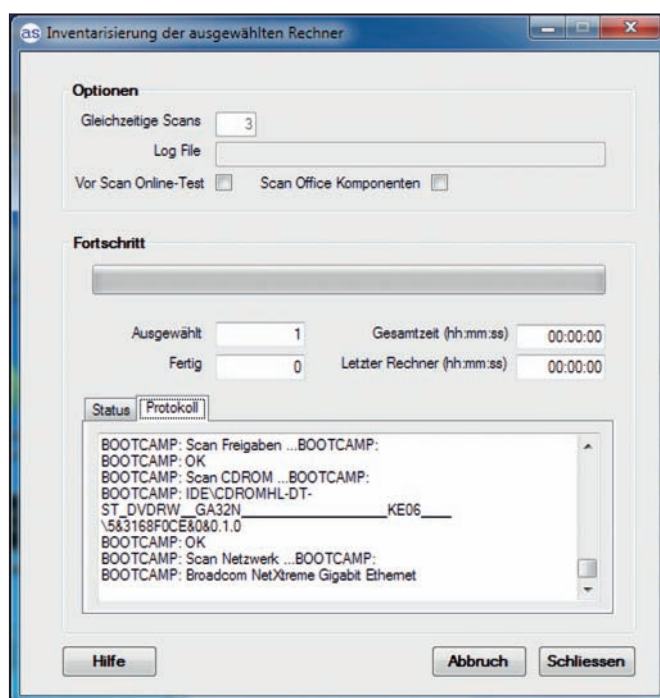 as Inventarisierung der ausgewählten Rechner
Optionen
Gleichzeitige Scans 3
Log File
Vor Scan Online-Test Scan Office Komponenten
Fortschritt
Ausgewählt 1 Gesamtzeit (hh:mm:ss) 00:00:00
Fertig 0 Letzter Rechner (hh:mm:ss) 00:00:00
Status Protokoll
BOOTCAMP: Scan Freigaben ...BOOTCAMP:
BOOTCAMP: OK
BOOTCAMP: Scan CDROM ...BOOTCAMP:
BOOTCAMP: IDE\CDROMHL-DT-
ST_DVDRW__GA32N______________________KE06____
\5&3168F0CE&0&0.1.0
BOOTCAMP: OK
BOOTCAMP: Scan Netzwerk ...BOOTCAMP:
BOOTCAMP: Broadcom NetXtreme Gigabit Ethernet
Hilfe Abbruch Schliessen